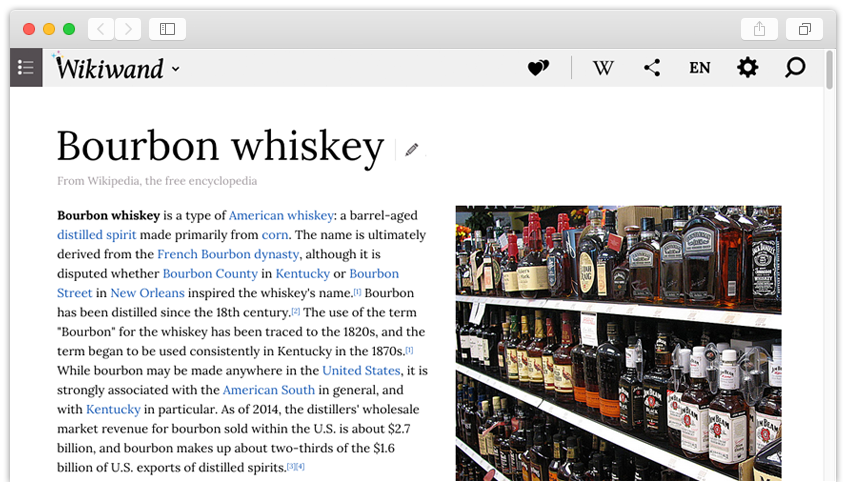 Wikiwand
W
EN
Bourbon whiskey
From Wikipedia, the free encyclopedia
Bourbon whiskey is a type of American whiskey: a barrel-aged
distilled spirit made primarily from corn. The name is ultimately
derived from the French Bourbon dynasty, although it is
disputed whether Bourbon County in Kentucky or Bourbon
Street in New Orleans inspired the whiskey's name.[1] Bourbon
has been distilled since the 18th century.[2] The use of the term
"Bourbon" for the whiskey has been traced to the 1820s, and the
term began to be used consistently in Kentucky in the 1870s.[1]
While bourbon may be made anywhere in the United States, it is
strongly associated with the American South in general, and
with Kentucky in particular. As of 2014, the distillers' wholesale
market revenue for bourbon sold within the U.S. is about $2.7
billion, and bourbon makes up about two-thirds of the $1.6
billion of U.S. exports of distilled spirits.[3][4]
JACK DANIEL'S
JIM BEAM
JIM BEAM
JIM BEAM